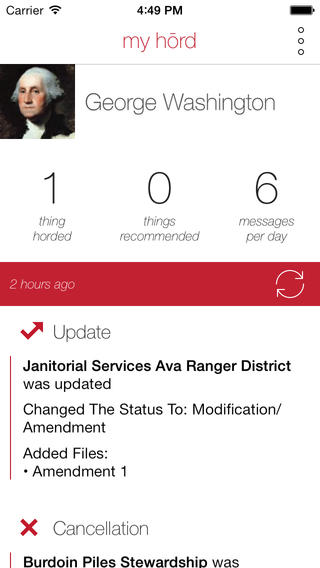 Carrier 4:49 PM
my hōrd
George Washington
1 0 6
thing things messages
horded recommended per day
2 hours ago
Update
Janitorial Services Ava Ranger District
was updated
Changed The Status To: Modification/
Amendment
Added Files:
• Amendment 1
Cancellation
Burdoin Piles Stewardship was